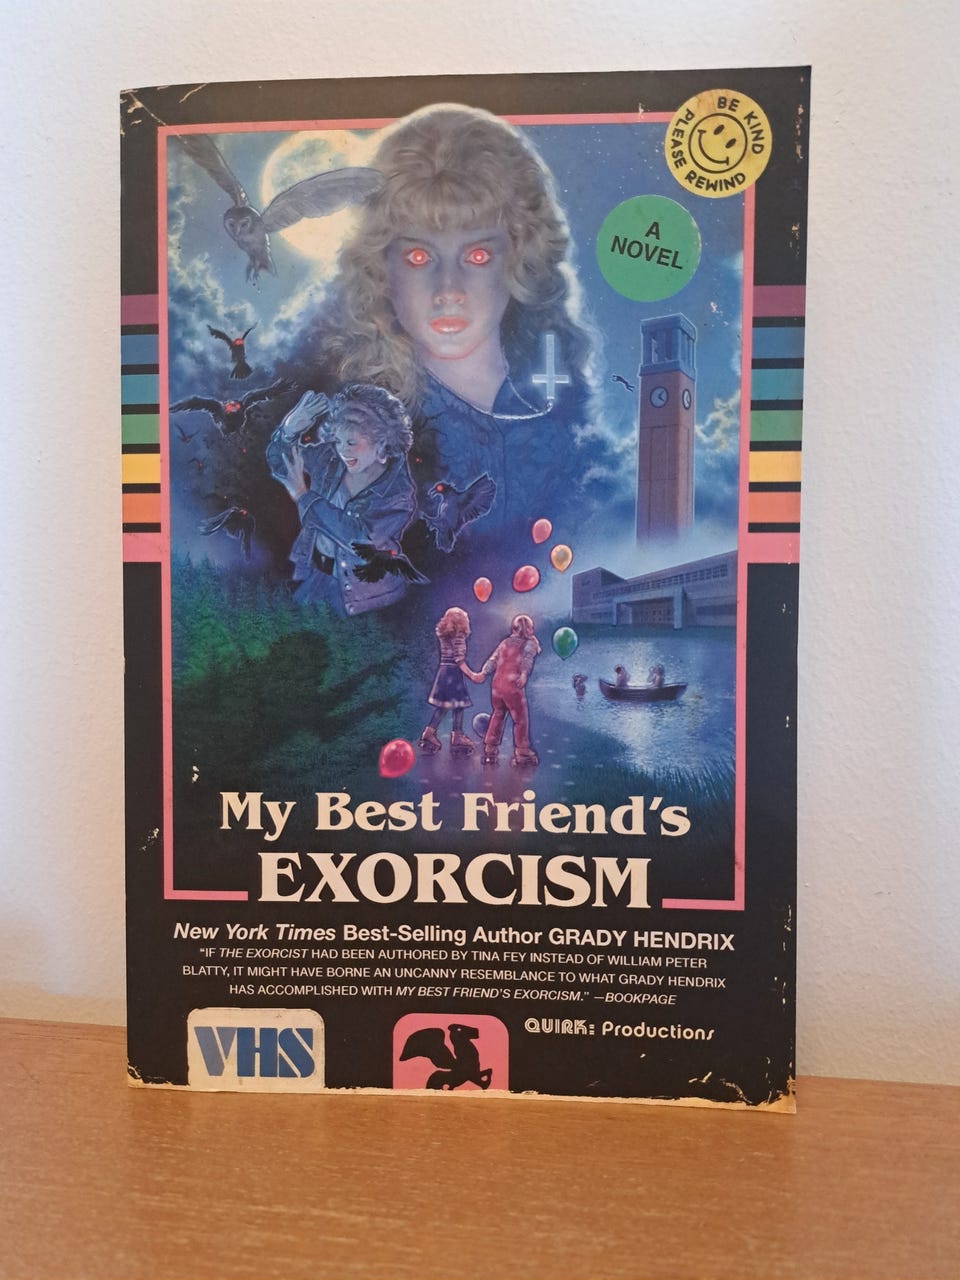 BE KIND
PLEASE REWIND
A
NOVEL
My Best Friend's
EXORCISM
New York Times Best-Selling Author GRADY HENDRIX
"IF THE EXORCIST HAD BEEN AUTHORED BY TINA FEY INSTEAD OF WILLIAM PETER
BLATTY, IT MIGHT HAVE BORNE AN UNCANNY RESEMBLANCE TO WHAT GRADY HENDRIX
HAS ACCOMPLISHED WITH MY BEST FRIEND'S EXORCISM." —BOOKPAGE
VHS
QUIRK: Productions